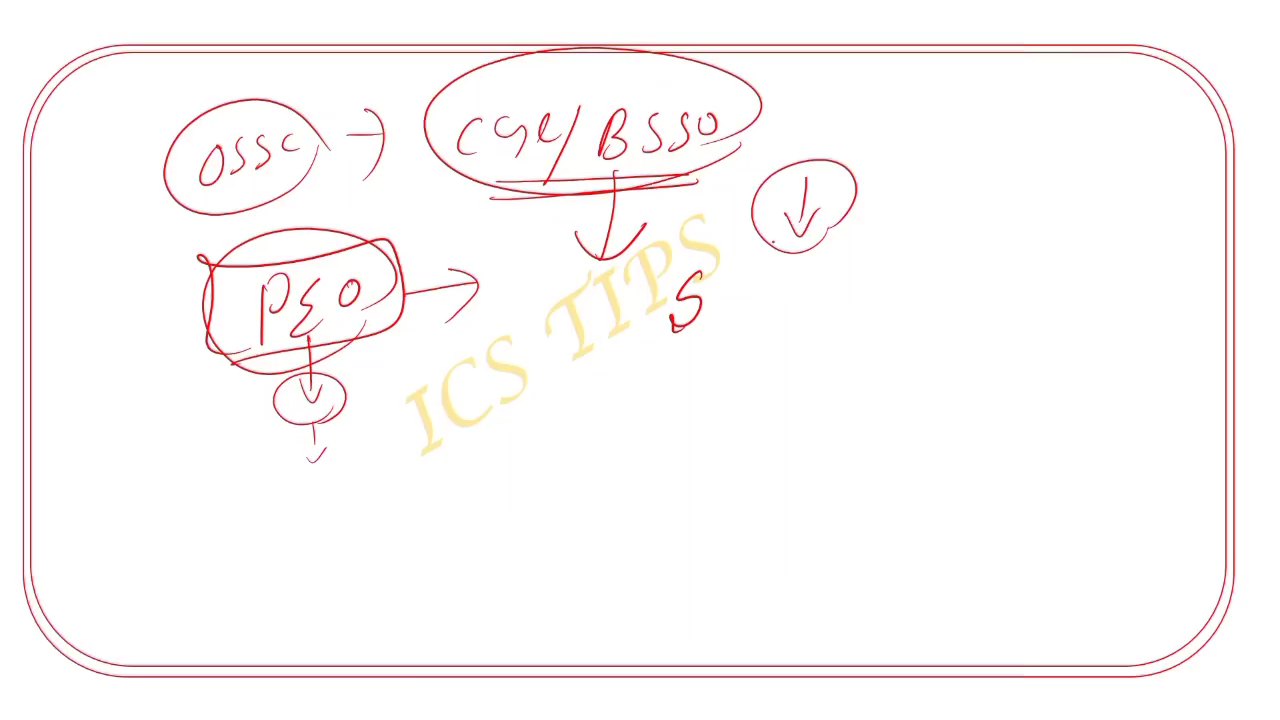 OSSC → CGL/BSSO
PEO →
S
ICS TIPS